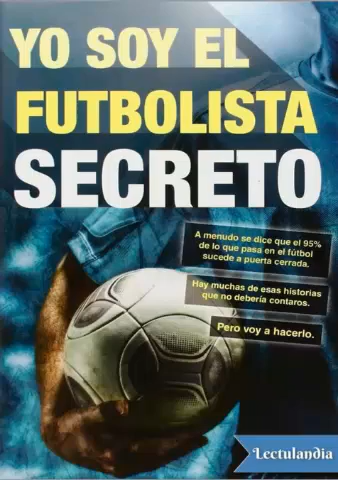 YO SOY EL
FUTBOLISTA
SECRETO
A menudo se dice que el 95%
de lo que pasa en el fútbol
sucede a puerta cerrada.
Hay muchas de esas historias
que no debería contaros.
Pero voy a hacerlo.
Lectulandia